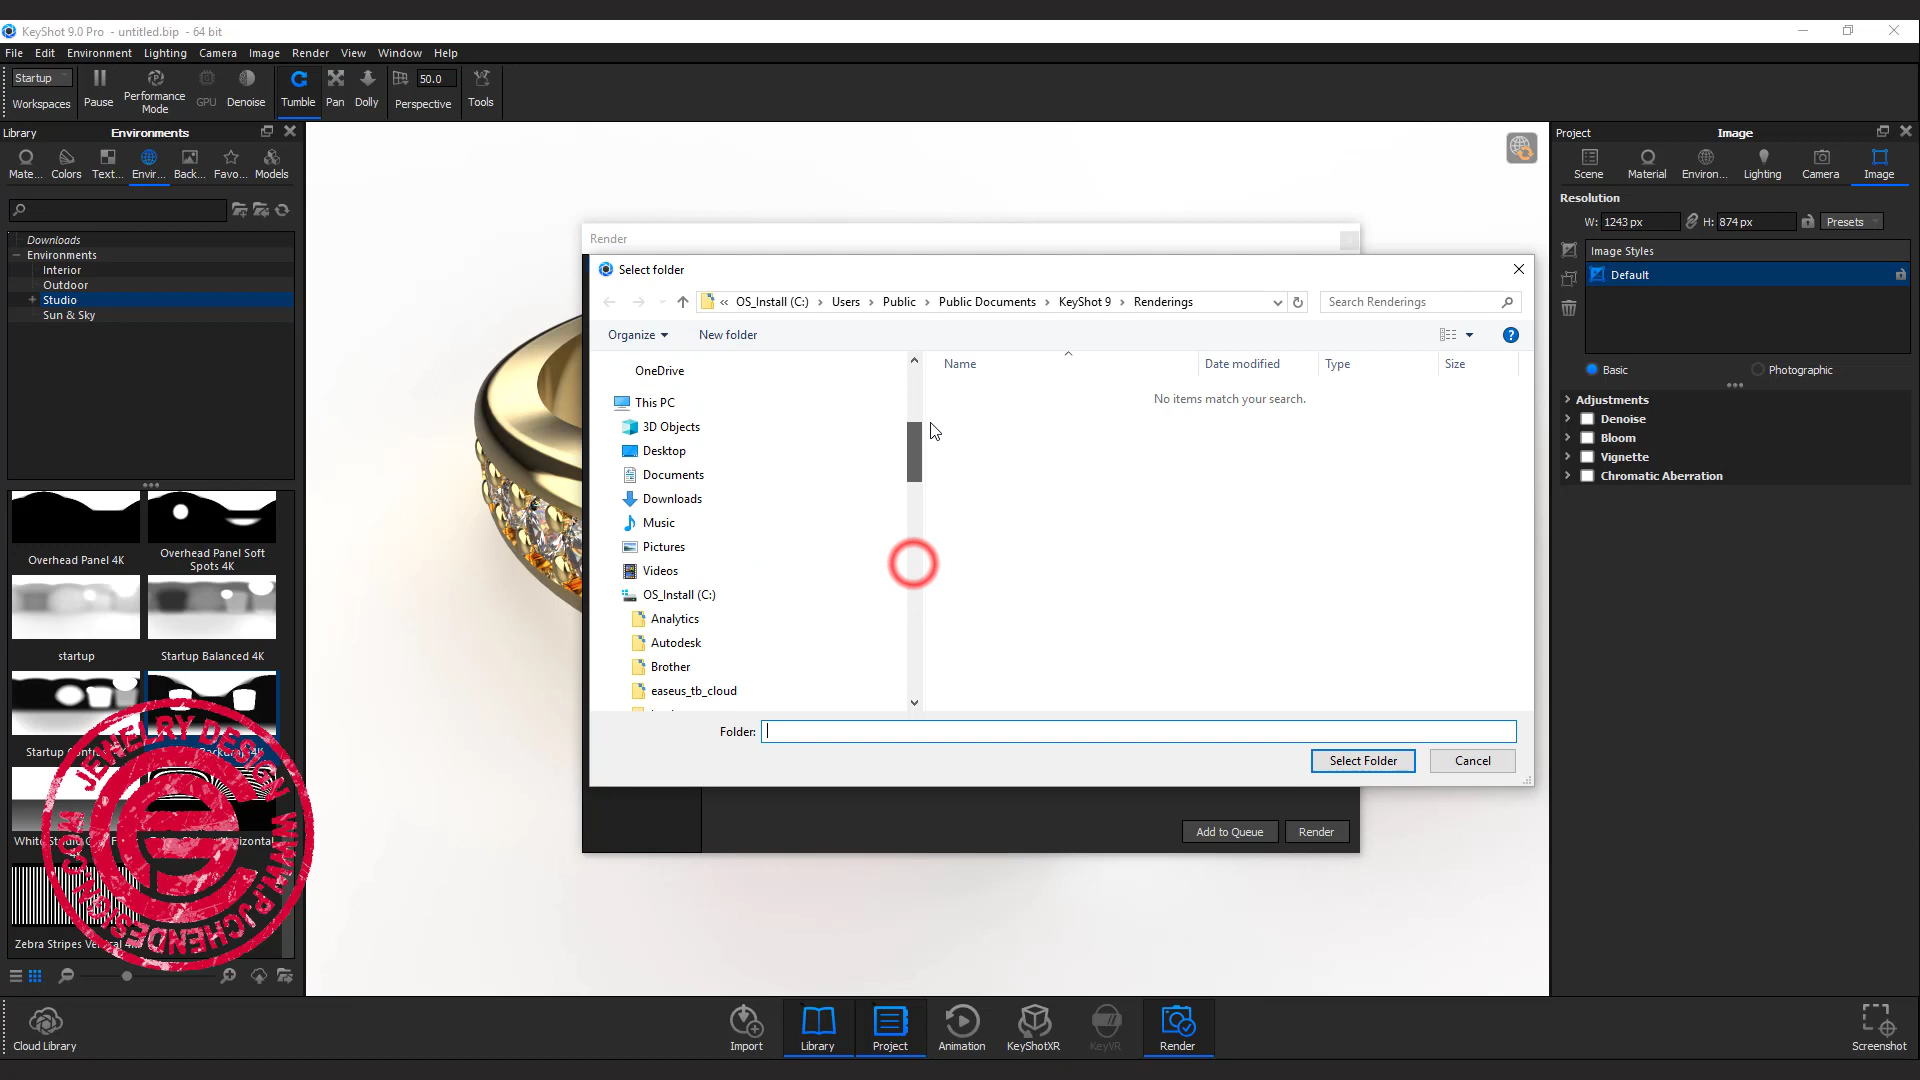 KeyShot 9.0 Pro - untitled.bip - 64 bit
File Edit Environment Lighting Camera Image Render View Window Help
Startup
Workspaces
Pause
Performance
Mode
GPU
Denoise
Tumble
Pan
Dolly
50.0
Perspective
Tools
Library
Environments
Mate... Colors Text... Envir... Back... Favo... Models
Downloads
Environments
Interior
Outdoor
Studio
Sun & Sky
Overhead Panel 4K
Overhead Panel Soft
Spots 4K
startup
Startup Balanced 4K
Zebra Stripes Vertical 4K
JEWELRY DESIGN WWW.PJCHENDESIGN.COM
Cloud Library
Render
Select folder
« OS_Install (C:) > Users > Public > Public Documents > KeyShot 9 > Renderings
Search Renderings
Organize
New folder
?
Name
Date modified
Type
Size
No items match your search.
OneDrive
This PC
3D Objects
Desktop
Documents
Downloads
Music
Pictures
Videos
OS_Install (C:)
Analytics
Autodesk
Brother
easeus_tb_cloud
Folder:
Select Folder
Cancel
Add to Queue
Render
Project
Image
Scene Material Environ... Lighting Camera Image
Resolution
W: 1243 px
H: 874 px
Presets
Image Styles
Default
Basic
Photographic
Adjustments
Denoise
Bloom
Vignette
Chromatic Aberration
Import
Library
Project
Animation
KeyShotXR
KeyVR
Render
Screenshot